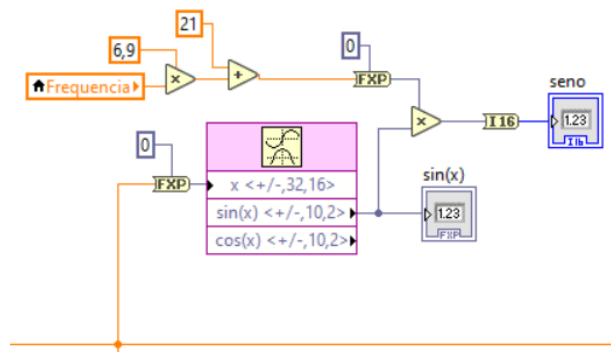 21
6,9
0
Frequencia
FXP
seno
×
+
×
I16
1.23
I16
0
FXP
x <+/-,32,16>
sin(x) <+/-,10,2>
cos(x) <+/-,10,2>
sin(x)
1.23
FXP